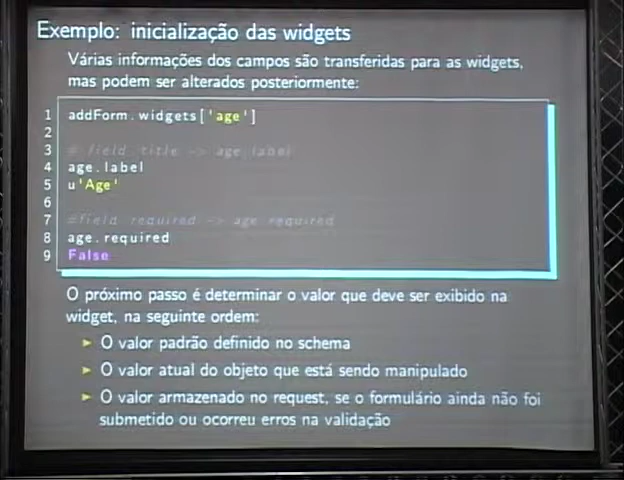 Exemplo: inicialização das widgets
Várias informações dos campos são transferidas para as widgets,
mas podem ser alterados posteriormente:
1 addForm.widgets['age']
2
3 # field.title -> age.label
4 age.label
5 u'Age'
6
7 #field.required -> age.required
8 age.required
9 False
O próximo passo é determinar o valor que deve ser exibido na
widget, na seguinte ordem:
► O valor padrão definido no schema
► O valor atual do objeto que está sendo manipulado
► O valor armazenado no request, se o formulário ainda não foi
submetido ou ocorreu erros na validação